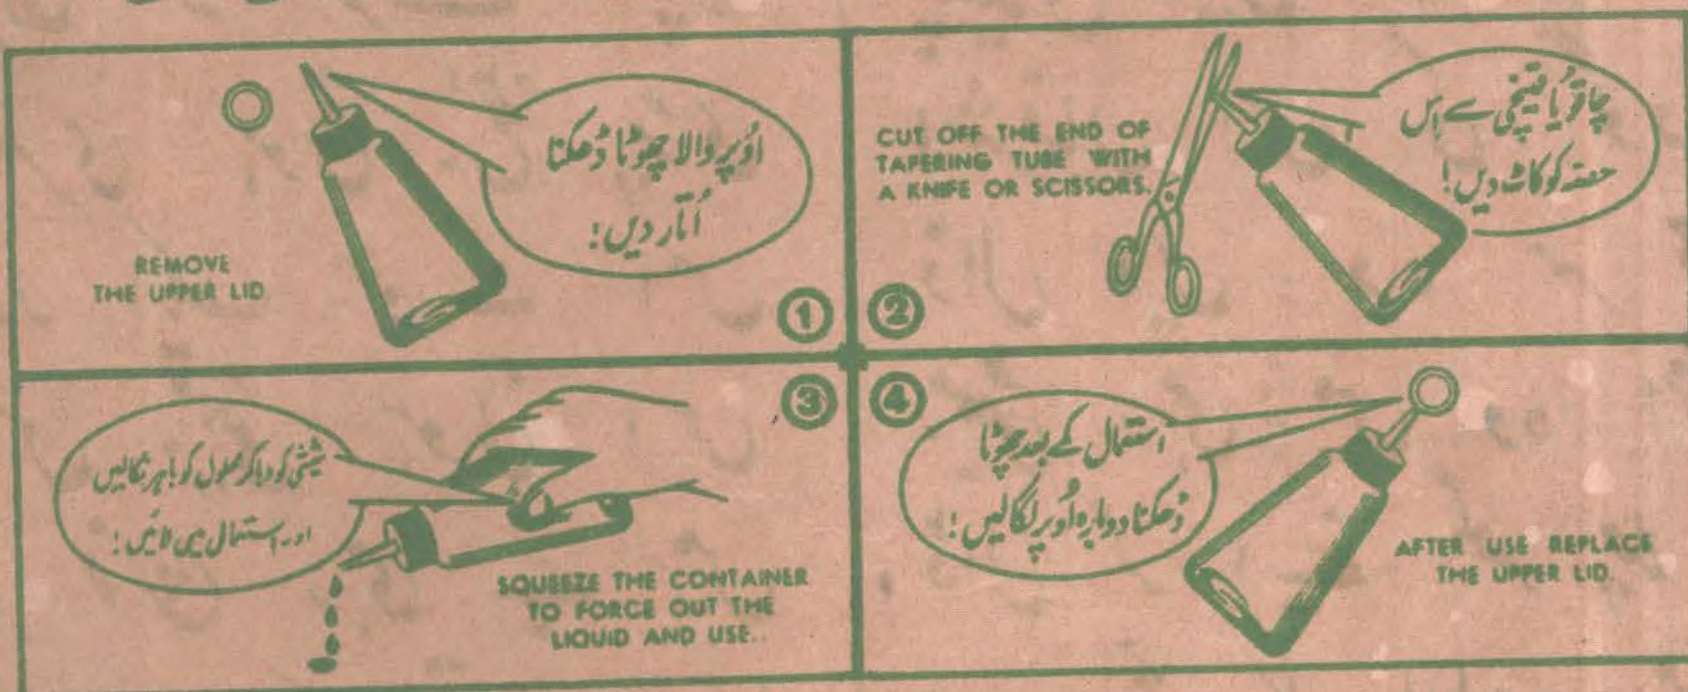 اوُپر والا چھوٹا ڈھکنا
اُتار دیں!
REMOVE
THE UPPER LID
1
CUT OFF THE END OF
TAPERING TUBE WITH
A KNIFE OR SCISSORS.
چاقو یا قینچی سے اس
حصّہ کو کاٹ دیں!
2
3
شیشی کو دبا کر محلول کو باہر نکالیں
اور استعمال میں لائیں!
SQUEEZE THE CONTAINER
TO FORCE OUT THE
LIQUID AND USE..
4
استعمال کے بعد چھوٹا
ڈھکنا دوبارہ اُوپر لگالیں!
AFTER USE REPLACE
THE UPPER LID.